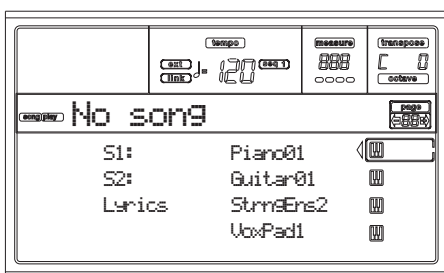 tempo measure transpose
ext link 120 seq 1 888 [ 0
octave
song|play No song page 88
S1: Piano01
S2: Guitar01
Lyrics StrngEns2
VoxPad1